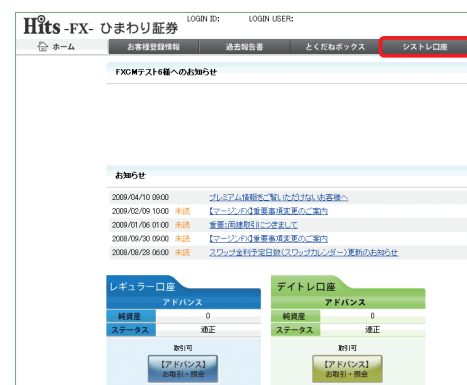 Hits -FX- ひまわり証券 LOGIN ID: LOGIN USER:
ホーム お客様登録情報 過去報告書 とくだねボックス シストレ口座
FXCMテスト6様へのお知らせ
お知らせ
2009/04/10 09:00 プレミアム情報をご覧いただけないお客様へ
2009/02/09 10:00 未読 【マージンFX】重要事項変更のご案内
2009/01/06 01:00 未読 重要:両建取引につきまして
2008/09/30 09:00 未読 【マージンFX】重要事項変更のご案内
2008/08/28 06:00 未読 スワップ金利予定日数(スワップカレンダー)更新のお知らせ
レギュラー口座 デイトレ口座
アドバンス アドバンス
純資産 0 純資産 0
ステータス 適正 ステータス 適正
取引可 取引可
【アドバンス】 【アドバンス】
お取引・照会 お取引・照会